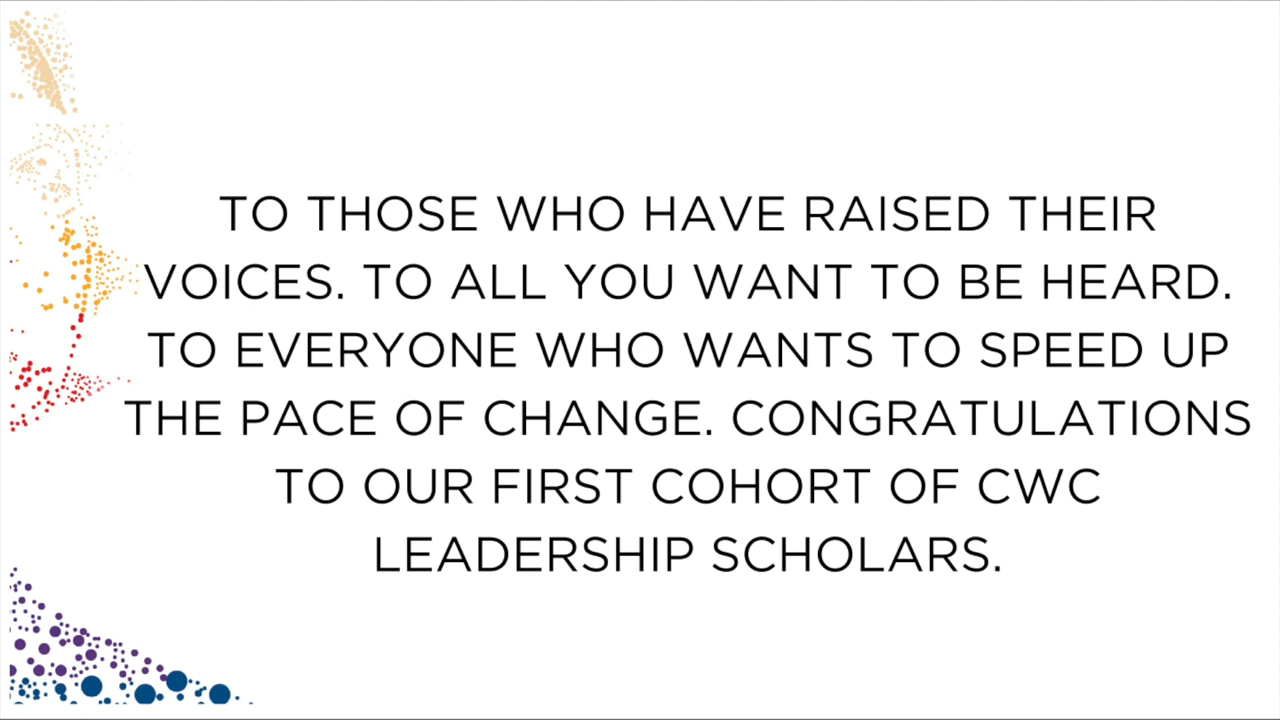 TO THOSE WHO HAVE RAISED THEIR
VOICES. TO ALL YOU WANT TO BE HEARD.
TO EVERYONE WHO WANTS TO SPEED UP
THE PACE OF CHANGE. CONGRATULATIONS
TO OUR FIRST COHORT OF CWC
LEADERSHIP SCHOLARS.